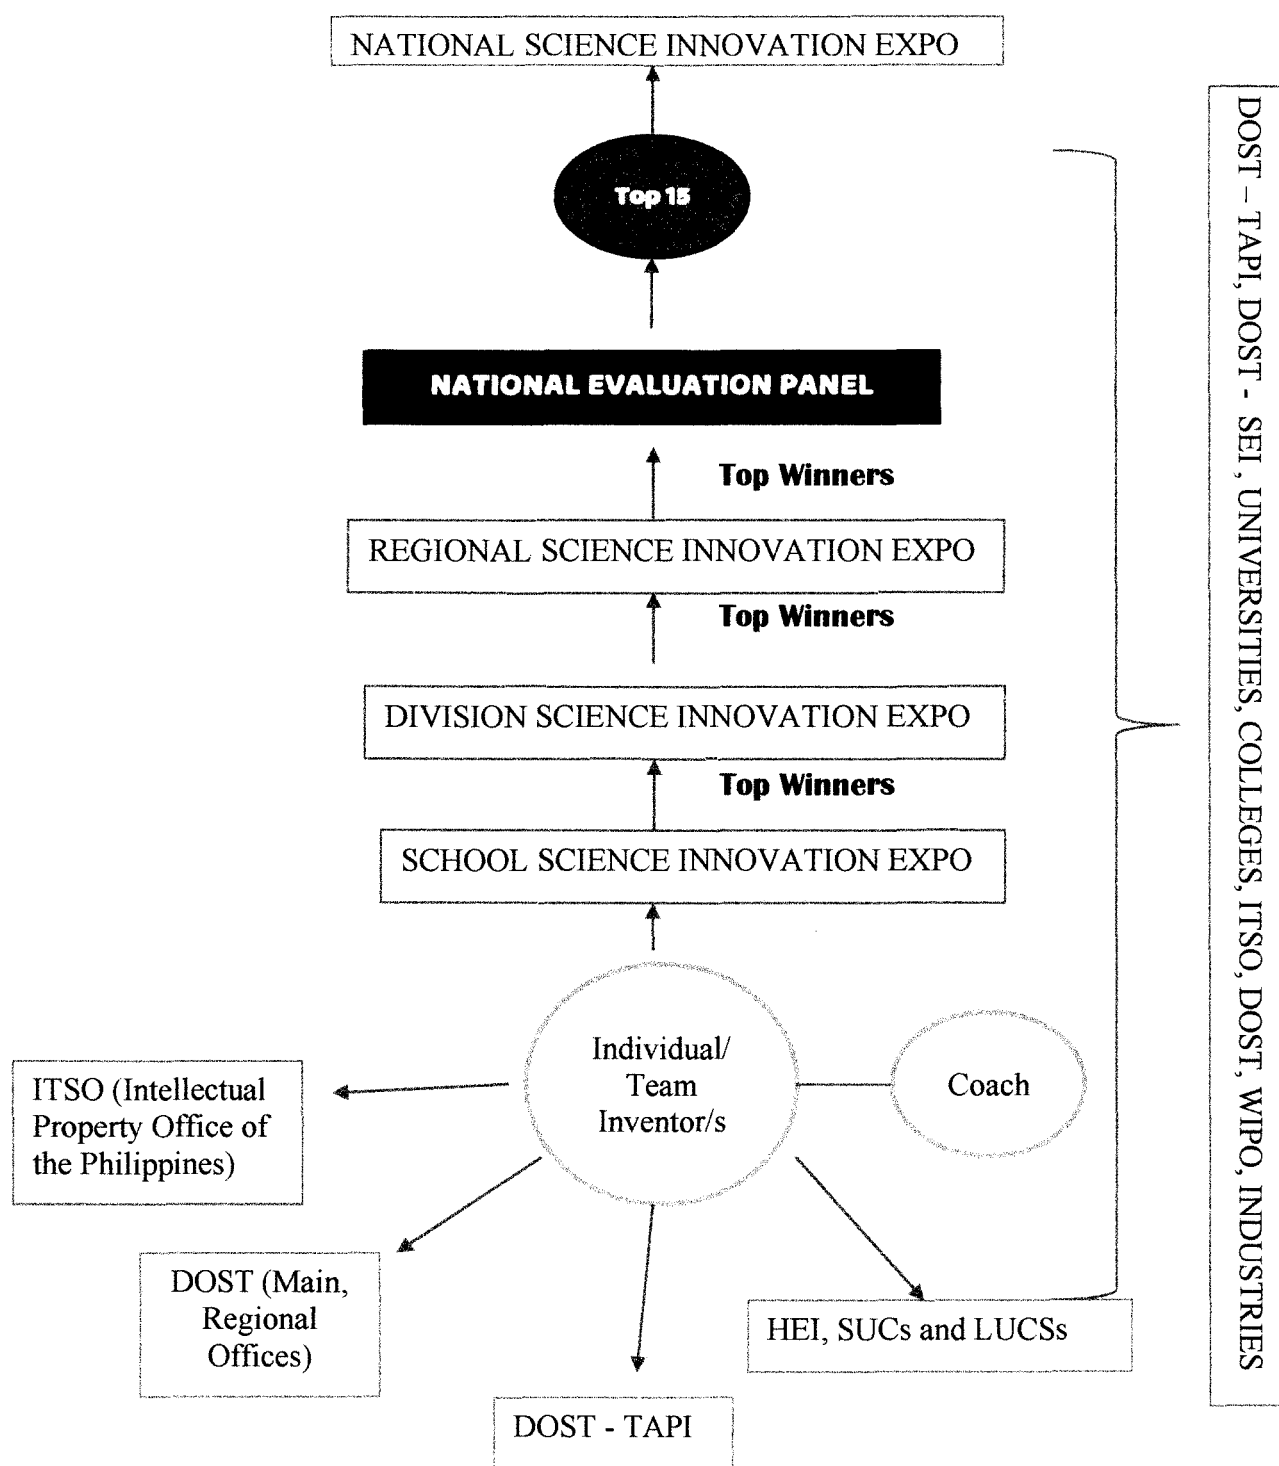 NATIONAL SCIENCE INNOVATION EXPO
Top 15
NATIONAL EVALUATION PANEL
Top Winners
REGIONAL SCIENCE INNOVATION EXPO
Top Winners
DIVISION SCIENCE INNOVATION EXPO
Top Winners
SCHOOL SCIENCE INNOVATION EXPO
Individual/
Team
Inventor/s
Coach
ITSO (Intellectual
Property Office of
the Philippines)
DOST (Main,
Regional
Offices)
DOST - TAPI
HEI, SUCs and LUCSs
DOST – TAPI, DOST - SEI , UNIVERSITIES, COLLEGES, ITSO, DOST, WIPO, INDUSTRIES